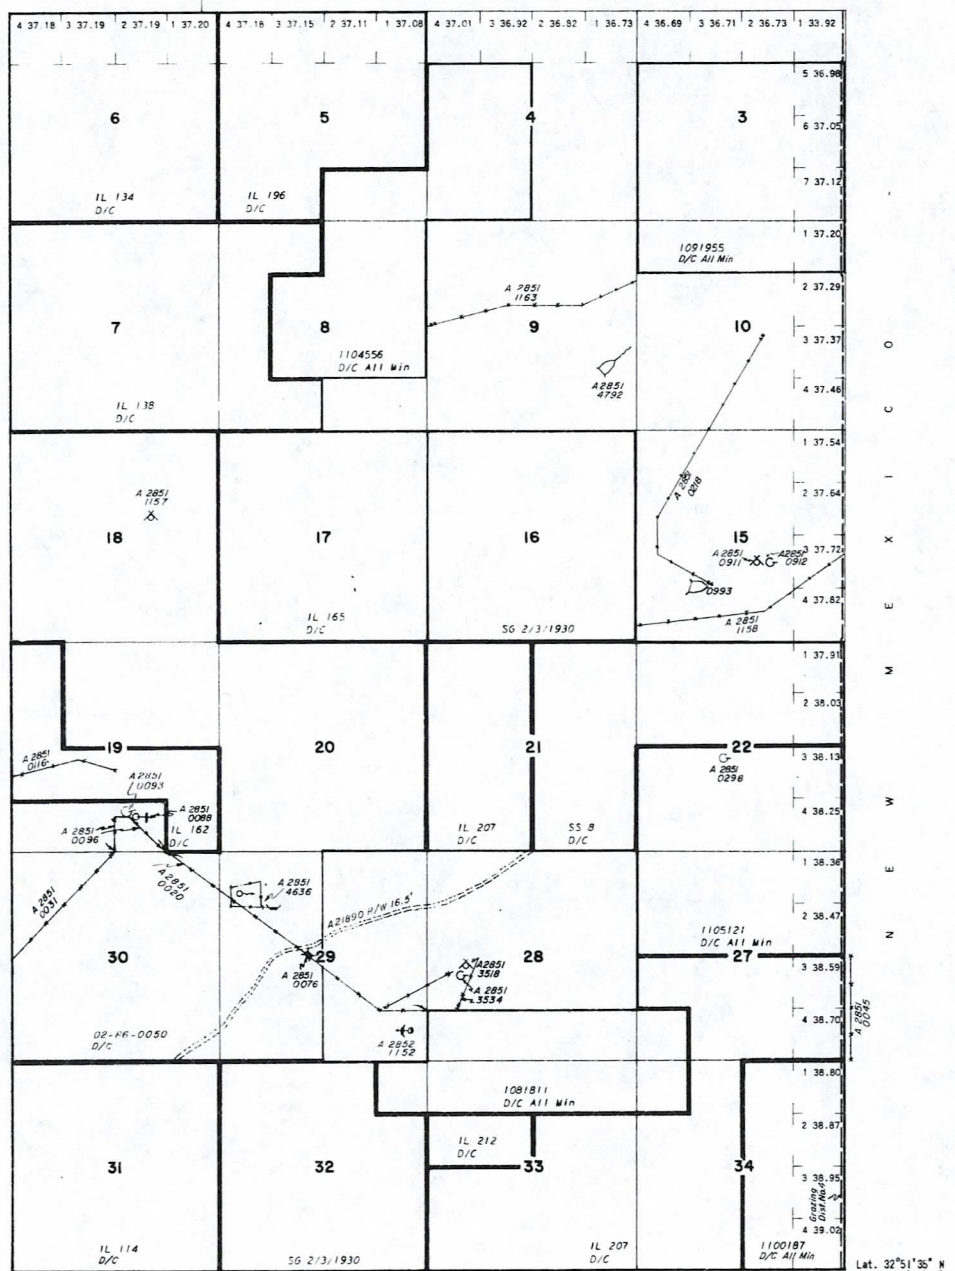 4 37.18 3 37.19 2 37.19 1 37.20 4 37.18 3 37.15 2 37.11 1 37.08 4 37.01 3 36.92 2 36.82 1 36.73 4 36.69 3 36.71 2 36.73 1 33.92
5 36.98
6 5 4 3
6 37.05
7 37.12
IL 134
D/C
IL 196
D/C
1 37.20
1091955
D/C All Min
2 37.29
A 2851
1163
7 8 9 10
3 37.37
1104556
D/C All Min
A2851
4792
4 37.46
IL 138
D/C
1 37.54
A 2851
0218
2 37.64
A 2851
1157
18 17 16 15
3 37.72
A 2851
0911
A2851
0912
0993
4 37.82
IL 165
D/C
SG 2/3/1930
A 2851
1158
1 37.91
2 38.03
19 20 21 22
3 38.13
A 2851
0116
A 2851
0093
A 2851
0298
4 38.25
A 2851
0088
A 2851
0096
IL 162
D/C
IL 207
D/C
SS 8
D/C
1 38.36
A 2851
0031
A 2851
0020
A 2851
4636
A21890 R/W 16.5'
2 38.47
1105121
D/C All Min
30 29 28 27
3 38.59
A 2851
0076
A2851
3518
A 2851
3534
4 38.70
A 2851
0045
02-66-0050
D/C
A 2852
1152
1 38.80
1081811
D/C All Min
2 38.87
IL 212
D/C
31 32 33 34
3 38.95
Grazing
Dist. No.4
4 39.02
IL 114
D/C
SG 2/3/1930
IL 207
D/C
1100187
D/C All Min
NEW MEXICO
Lat. 32°51'35" N